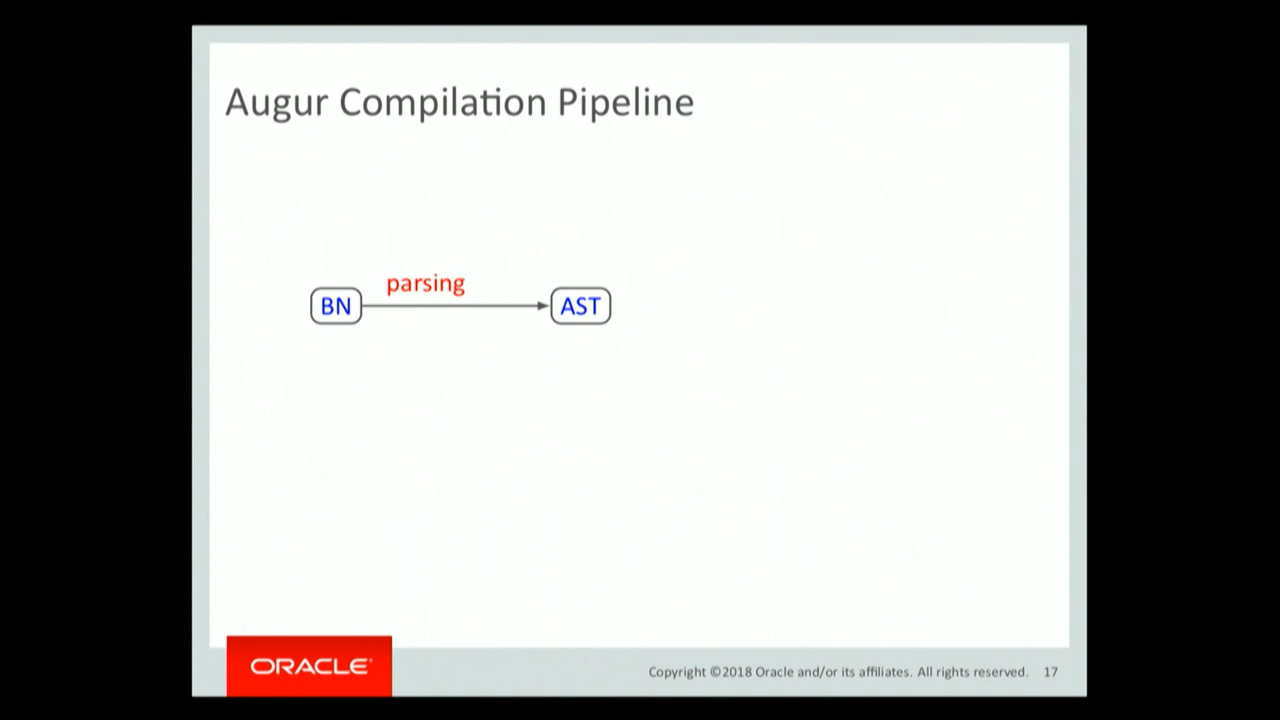 Augur Compilation Pipeline
parsing
BN
AST
ORACLE
Copyright ©2018 Oracle and/or its affiliates. All rights reserved. 17